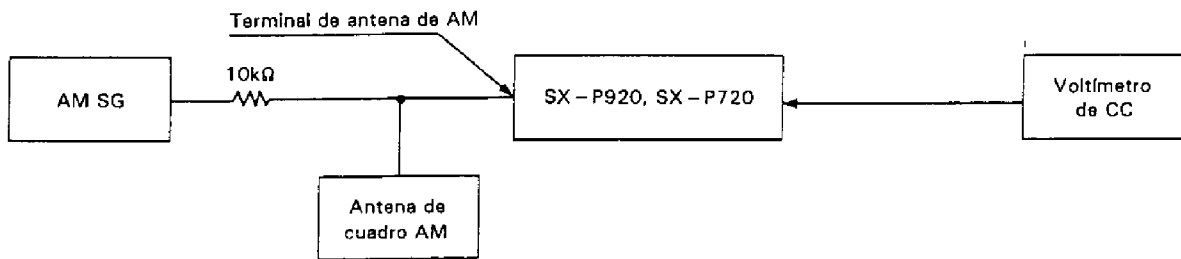 Terminal de antena de AM
AM SG
10kΩ
SX-P920, SX-P720
Voltímetro
de CC
Antena de
cuadro AM